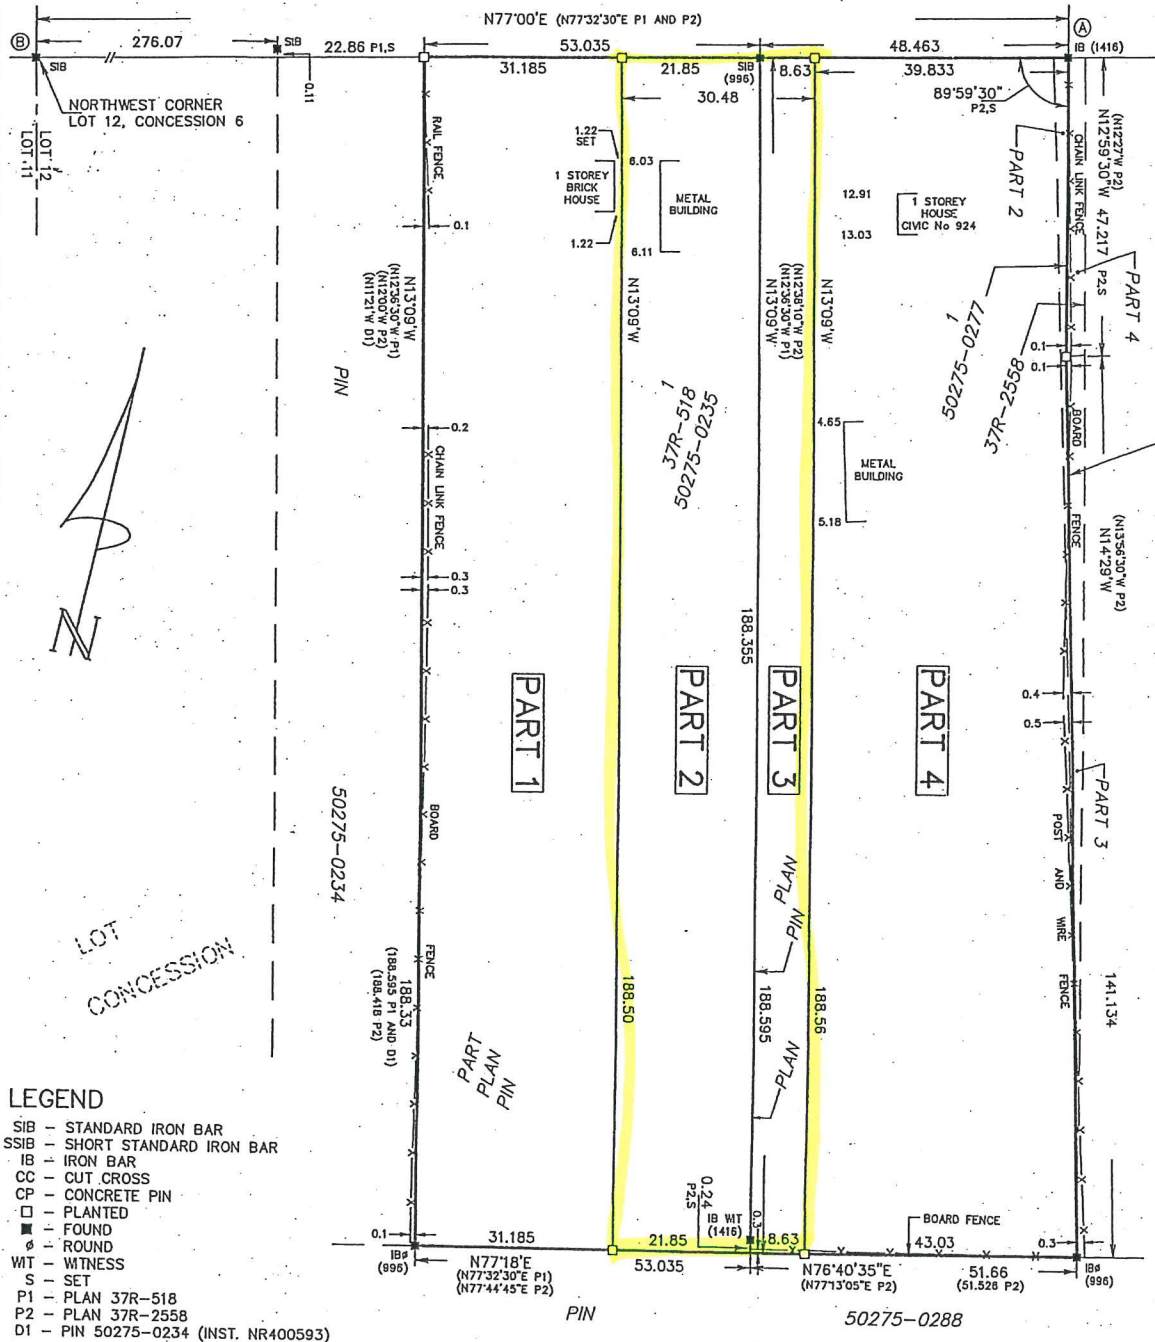 N77°00'E (N77°32'30"E P1 AND P2)
Ⓑ
276.07
SIB
22.86 P1,S
53.035
48.463
Ⓐ
IB (1416)
SIB
0.11
31.185
21.85
SIB
(996)
8.63
39.833
30.48
89°59'30"
P2,S
NORTHWEST CORNER
LOT 12, CONCESSION 6
LOT 12
LOT 11
RAIL FENCE
1.22
SET
6.03
1 STOREY
BRICK
HOUSE
METAL
BUILDING
1.22
6.11
12.91
1 STOREY
HOUSE
CIVIC No 924
13.03
PART 2
CHAIN LINK FENCE
(N12°27'W P2)
N12°59'30"W 47.217 P2,S
PART 4
0.1
N13°09'W
(N12°36'30"W P1)
(N12°00'W P2)
(N11°21'W D1)
N13°09'W
(N12°38'10"W P2)
(N12°36'30"W P1)
N13°09'W
N13°09'W
1
50275-0277
37R-2558
0.1
0.1
PIN
1
37R-518
50275-0235
BOARD
FENCE
0.2
CHAIN LINK FENCE
4.65
METAL
BUILDING
5.18
(N13°56'30"W P2)
N14°29'W
0.3
0.3
N
188.355
PART 1
PART 2
PART 3
PART 4
0.4
0.5
PART 3
POST AND WIRE FENCE
BOARD FENCE
50275-0234
PLAN
PIN
LOT
CONCESSION
188.33
(188.595 P1 AND D1)
(188.418 P2)
188.50
188.595
188.56
141.134
PART
PLAN
PIN
PLAN
LEGEND
SIB – STANDARD IRON BAR
SSIB – SHORT STANDARD IRON BAR
IB – IRON BAR
CC – CUT CROSS
CP – CONCRETE PIN
□ – PLANTED
■ – FOUND
ø – ROUND
WIT – WITNESS
S – SET
P1 – PLAN 37R-518
P2 – PLAN 37R-2558
D1 – PIN 50275-0234 (INST. NR400593)
0.24
P2,S
IB WIT
(1416)
0.3
0.1
31.185
21.85
8.63
BOARD FENCE
43.03
0.3
IBø
(996)
N77°18'E
(N77°32'30"E P1)
(N77°44'45"E P2)
53.035
N76°40'35"E
(N77°13'05"E P2)
51.66
(51.526 P2)
IBø
(996)
PIN
50275-0288